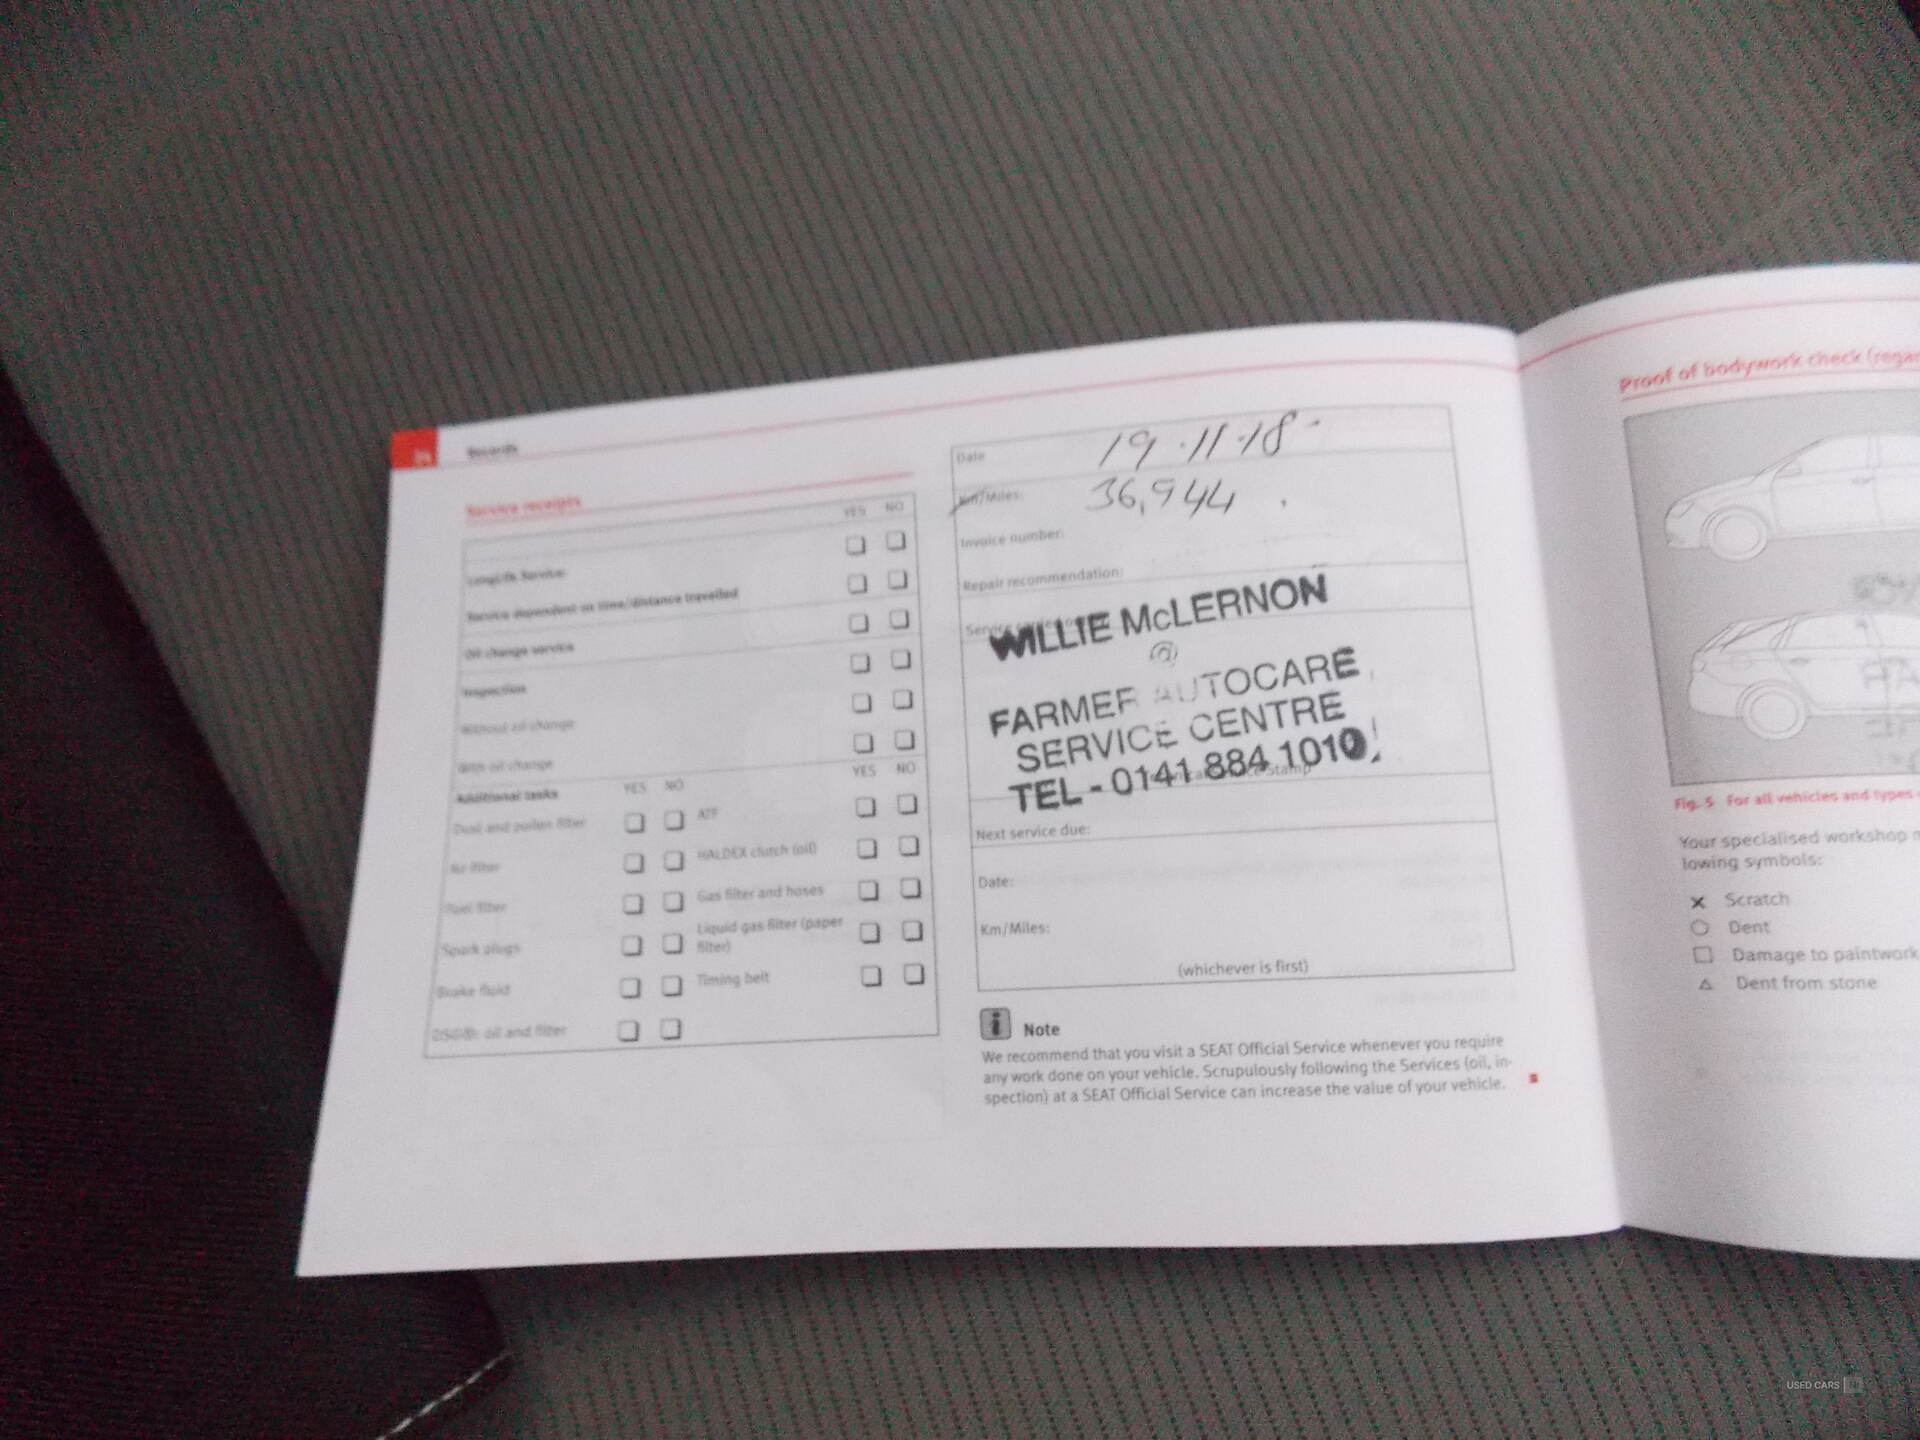 24
Records
Service receipts
YES NO
LongLife Service:
Service dependent on time/distance travelled
Oil change service
Inspection
Without oil change
With oil change
YES NO
Additional tasks YES NO
Dust and pollen filter
ATF
Air filter
HALDEX clutch (oil)
Fuel filter
Gas filter and hoses
Spark plugs
Liquid gas filter (paper
filter)
Brake fluid
Timing belt
DSG®: oil and filter
Date 19.11.18
Km/Miles: 36,944
Invoice number:
Repair recommendation:
Service
WILLIE McLERNON
@
FARMER AUTOCARE
SERVICE CENTRE
TEL - 0141 884 1010
Stamp
Next service due:
Date:
Km/Miles:
(whichever is first)
i Note
We recommend that you visit a SEAT Official Service whenever you require
any work done on your vehicle. Scrupulously following the Services (oil, in-
spection) at a SEAT Official Service can increase the value of your vehicle.
Proof of bodywork check (regar
Fig. 5 For all vehicles and types
Your specialised workshop
lowing symbols:
Scratch
Dent
Damage to paintwork
Dent from stone
USED CARS